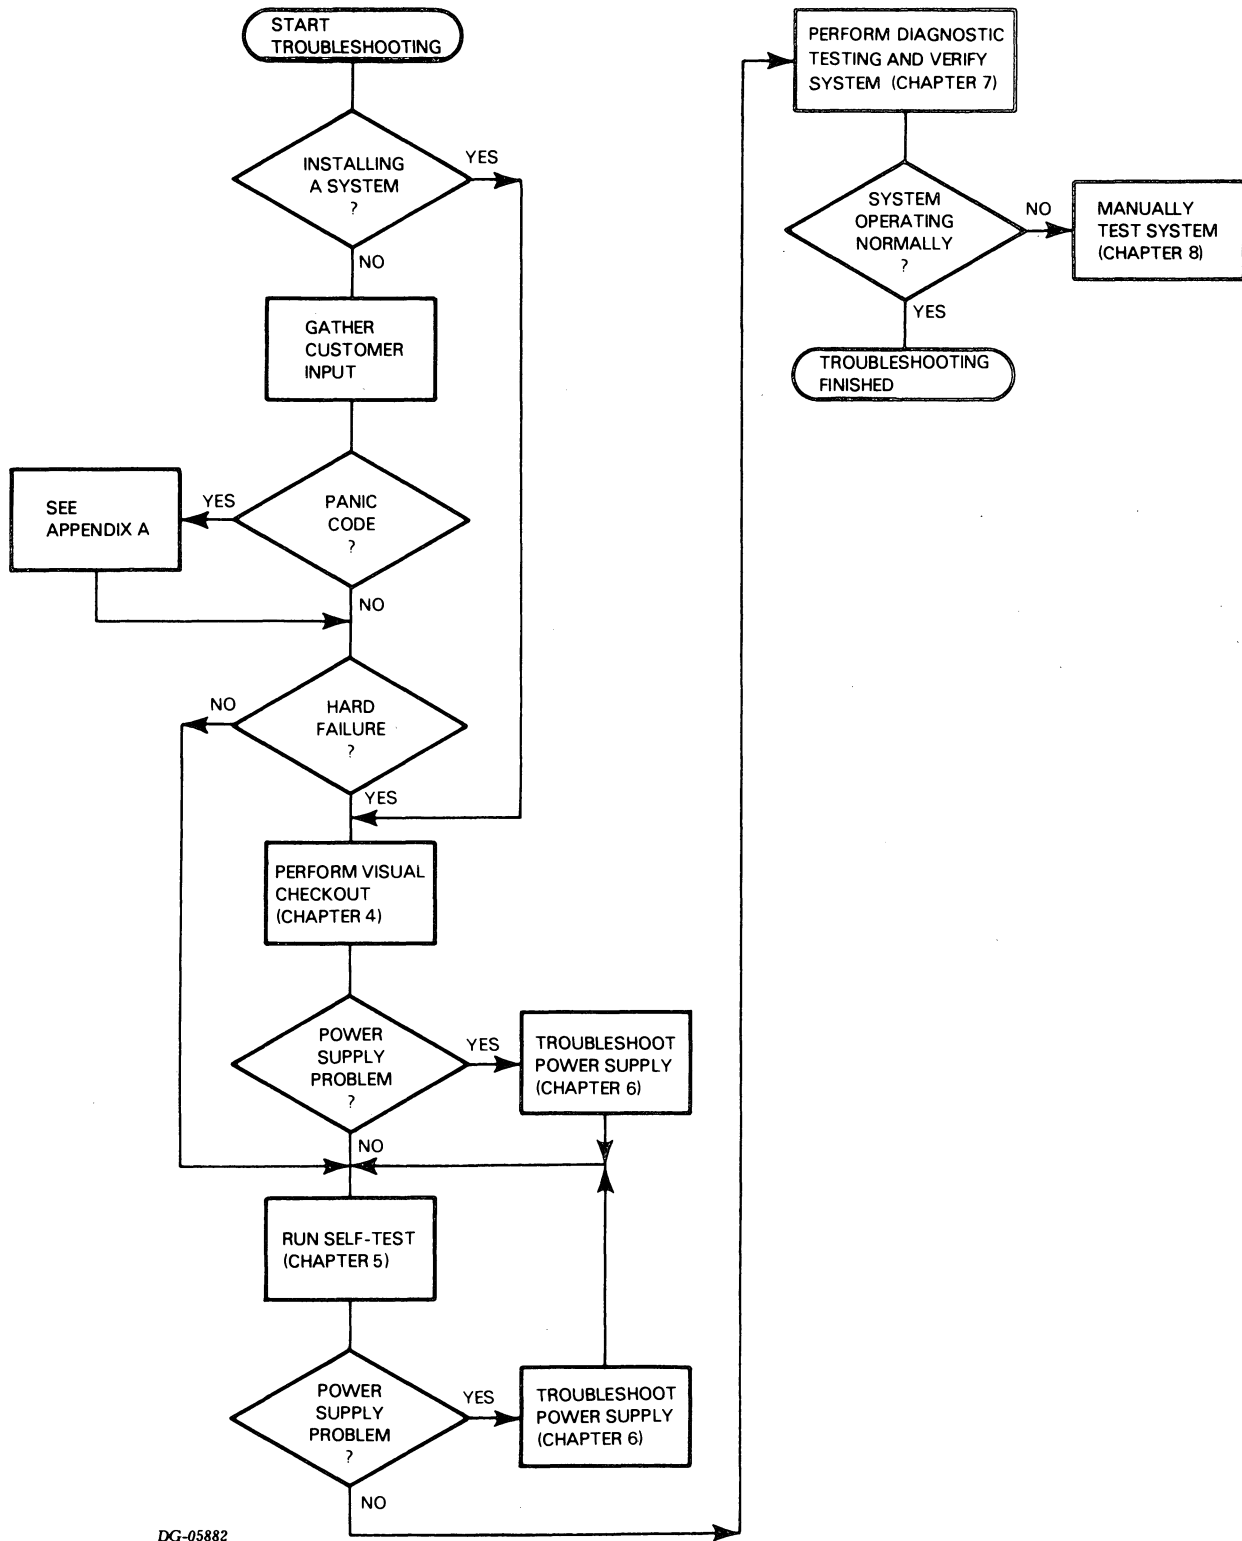 START
TROUBLESHOOTING
INSTALLING
A SYSTEM
?
YES
NO
GATHER
CUSTOMER
INPUT
PANIC
CODE
?
YES
SEE
APPENDIX A
NO
HARD
FAILURE
?
NO
YES
PERFORM VISUAL
CHECKOUT
(CHAPTER 4)
POWER
SUPPLY
PROBLEM
?
YES
TROUBLESHOOT
POWER SUPPLY
(CHAPTER 6)
NO
RUN SELF-TEST
(CHAPTER 5)
POWER
SUPPLY
PROBLEM
?
YES
TROUBLESHOOT
POWER SUPPLY
(CHAPTER 6)
NO
PERFORM DIAGNOSTIC
TESTING AND VERIFY
SYSTEM (CHAPTER 7)
SYSTEM
OPERATING
NORMALLY
?
NO
MANUALLY
TEST SYSTEM
(CHAPTER 8)
YES
TROUBLESHOOTING
FINISHED
DG-05882